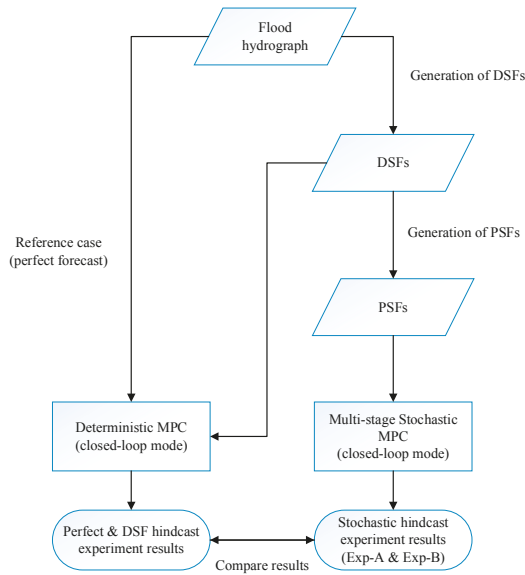 Flood
hydrograph
Generation of DSFs
DSFs
Generation of PSFs
Reference case
(perfect forecast)
PSFs
Deterministic MPC
(closed-loop mode)
Multi-stage Stochastic
MPC
(closed-loop mode)
Perfect & DSF hindcast
experiment results
Stochastic hindcast
experiment results
(Exp-A & Exp-B)
Compare results